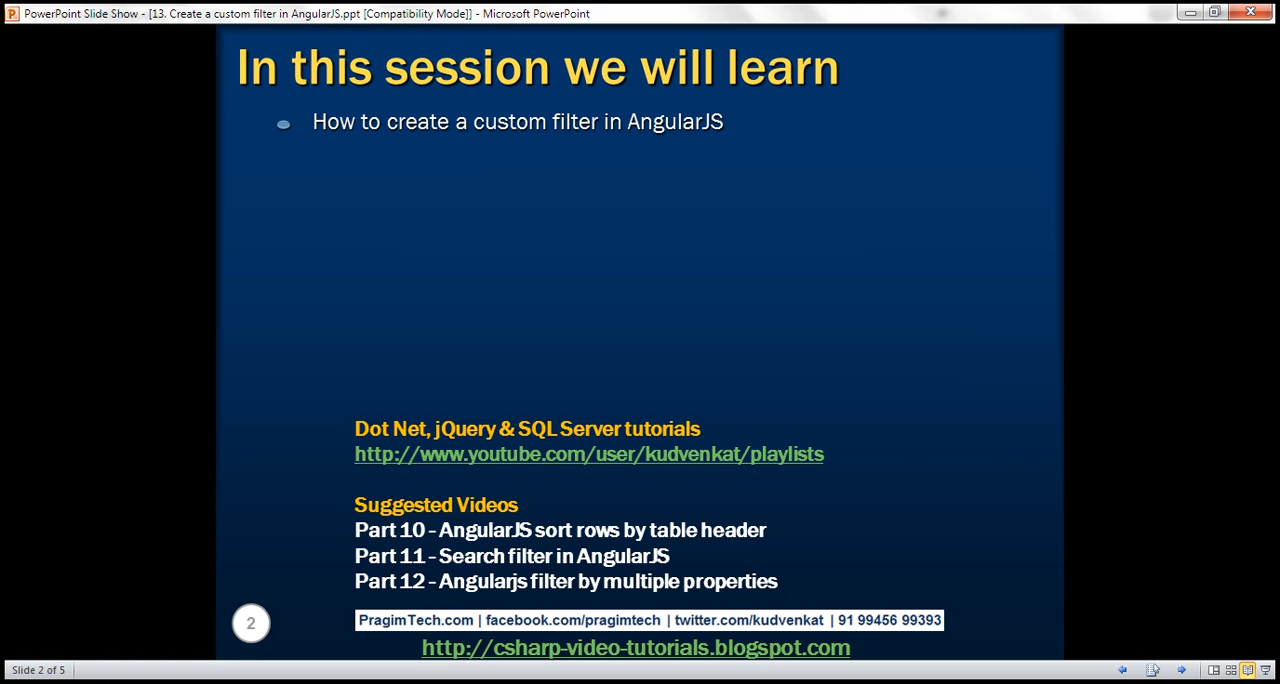 PowerPoint Slide Show - [13. Create a custom filter in AngularJS.ppt [Compatibility Mode]] - Microsoft PowerPoint
In this session we will learn
How to create a custom filter in AngularJS
Dot Net, jQuery & SQL Server tutorials
http://www.youtube.com/user/kudvenkat/playlists
Suggested Videos
Part 10 - AngularJS sort rows by table header
Part 11 - Search filter in AngularJS
Part 12 - Angularjs filter by multiple properties
2
PragimTech.com | facebook.com/pragimtech | twitter.com/kudvenkat | 91 99456 99393
http://csharp-video-tutorials.blogspot.com
Slide 2 of 5